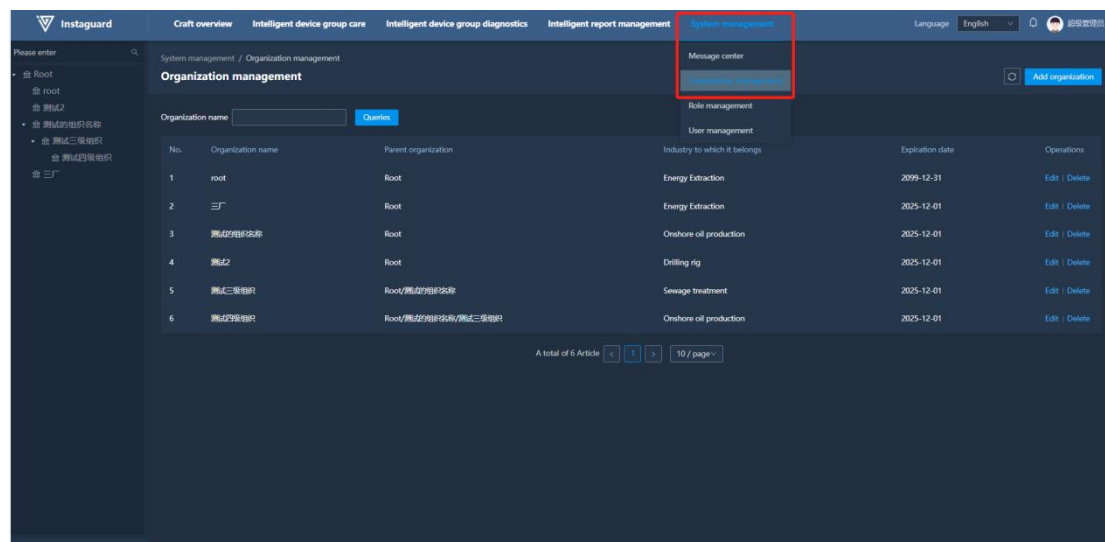 Instaguard Craft overview Intelligent device group care Intelligent device group diagnostics Intelligent report management System management Language English 超级管理员
Please enter
Root
root
测试2
测试的组织名称
测试三级组织
测试四级组织
三厂
System management / Organization management
Organization management
Add organization
Message center
Organization management
Role management
User management
Organization name Queries
No. Organization name Parent organization Industry to which it belongs Expiration date Operations
1 root Root Energy Extraction 2099-12-31 Edit | Delete
2 三厂 Root Energy Extraction 2025-12-01 Edit | Delete
3 测试的组织名称 Root Onshore oil production 2025-12-01 Edit | Delete
4 测试2 Root Drilling rig 2025-12-01 Edit | Delete
5 测试三级组织 Root/测试的组织名称 Sewage treatment 2025-12-01 Edit | Delete
6 测试四级组织 Root/测试的组织名称/测试三级组织 Onshore oil production 2025-12-01 Edit | Delete
A total of 6 Article < 1 > 10 / page